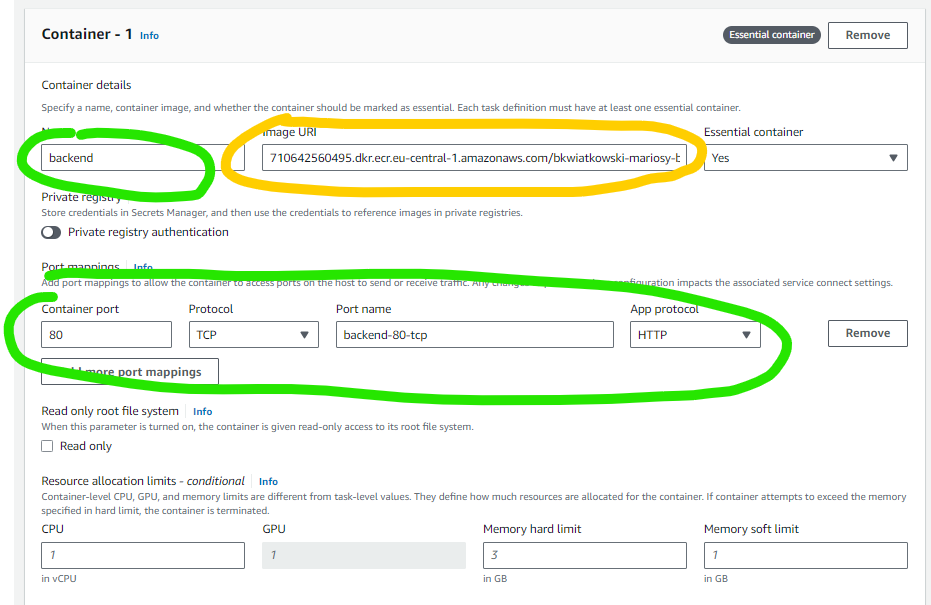 Container - 1 Info
Essential container
Remove
Container details
Specify a name, container image, and whether the container should be marked as essential. Each task definition must have at least one essential container.
Image URI
Essential container
backend
710642560495.dkr.ecr.eu-central-1.amazonaws.com/bkwiatkowski-mariosy-b
Yes
Private registry
Store credentials in Secrets Manager, and then use the credentials to reference images in private registries.
Private registry authentication
Port mappings Info
Add port mappings to allow the container to access ports on the host to send or receive traffic. Any configuration impacts the associated service connect settings.
Container port
Protocol
Port name
App protocol
80
TCP
backend-80-tcp
HTTP
Remove
more port mappings
Read only root file system Info
When this parameter is turned on, the container is given read-only access to its root file system.
Read only
Resource allocation limits - conditional Info
Container-level CPU, GPU, and memory limits are different from task-level values. They define how much resources are allocated for the container. If container attempts to exceed the memory
specified in hard limit, the container is terminated.
CPU
GPU
Memory hard limit
Memory soft limit
1
1
3
1
in vCPU
in GB
in GB